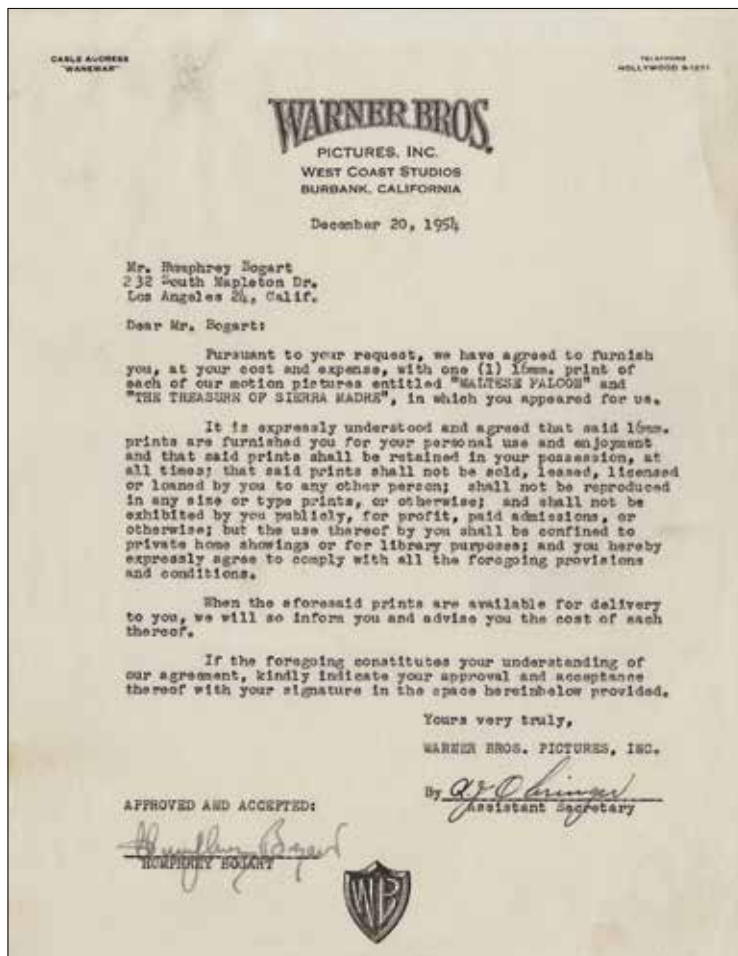 CABLE ADDRESS
"WARNEWAR"
TELEPHONE
HOLLYWOOD 9-1251
WARNER BROS.
PICTURES, INC.
WEST COAST STUDIOS
BURBANK, CALIFORNIA
December 20, 1954
Mr. Humphrey Bogart
232 South Mapleton Dr.
Los Angeles 24, Calif.
Dear Mr. Bogart:
Pursuant to your request, we have agreed to furnish
you, at your cost and expense, with one (1) 16mm. print of
each of our motion pictures entitled "MALTESE FALCON" and
"THE TREASURE OF SIERRA MADRE", in which you appeared for us.
It is expressly understood and agreed that said 16mm.
prints are furnished you for your personal use and enjoyment
and that said prints shall be retained in your possession, at
all times; that said prints shall not be sold, leased, licensed
or loaned by you to any other person; shall not be reproduced
in any size or type prints, or otherwise; and shall not be
exhibited by you publicly, for profit, paid admissions, or
otherwise; but the use thereof by you shall be confined to
private home showings or for library purposes; and you hereby
expressly agree to comply with all the foregoing provisions
and conditions.
When the aforesaid prints are available for delivery
to you, we will so inform you and advise you the cost of each
thereof.
If the foregoing constitutes your understanding of
our agreement, kindly indicate your approval and acceptance
thereof with your signature in the space hereinbelow provided.
Yours very truly,
WARNER BROS. PICTURES, INC.
By
Assistant Secretary
APPROVED AND ACCEPTED:
Humphrey Bogart
HUMPHREY BOGART
WB